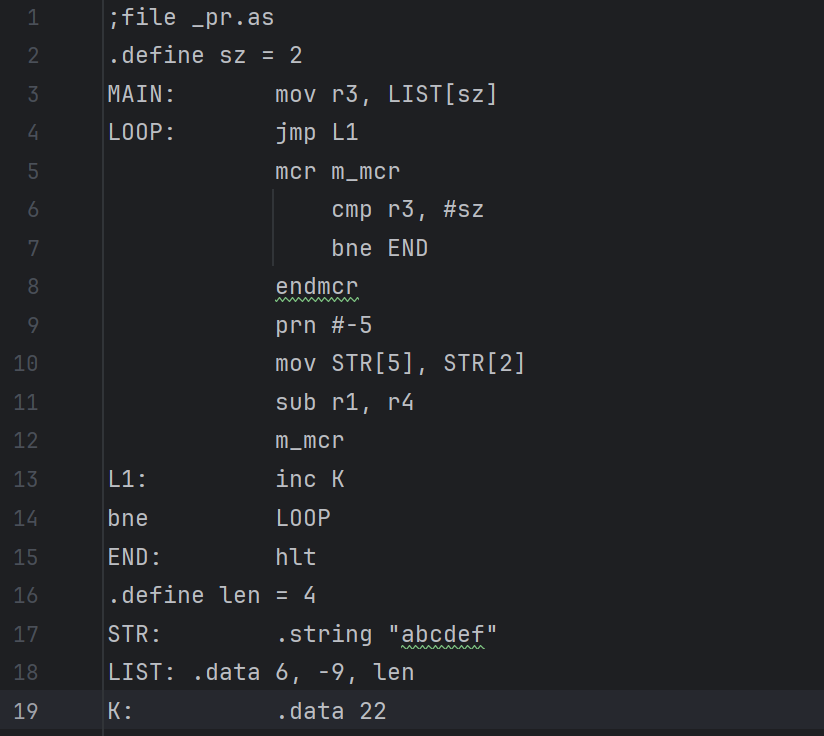 1 ;file _pr.as
2 .define sz = 2
3 MAIN: mov r3, LIST[sz]
4 LOOP: jmp L1
5 mcr m_mcr
6 cmp r3, #sz
7 bne END
8 endmcr
9 prn #-5
10 mov STR[5], STR[2]
11 sub r1, r4
12 m_mcr
13 L1: inc K
14 bne LOOP
15 END: hlt
16 .define len = 4
17 STR: .string "abcdef"
18 LIST: .data 6, -9, len
19 K: .data 22